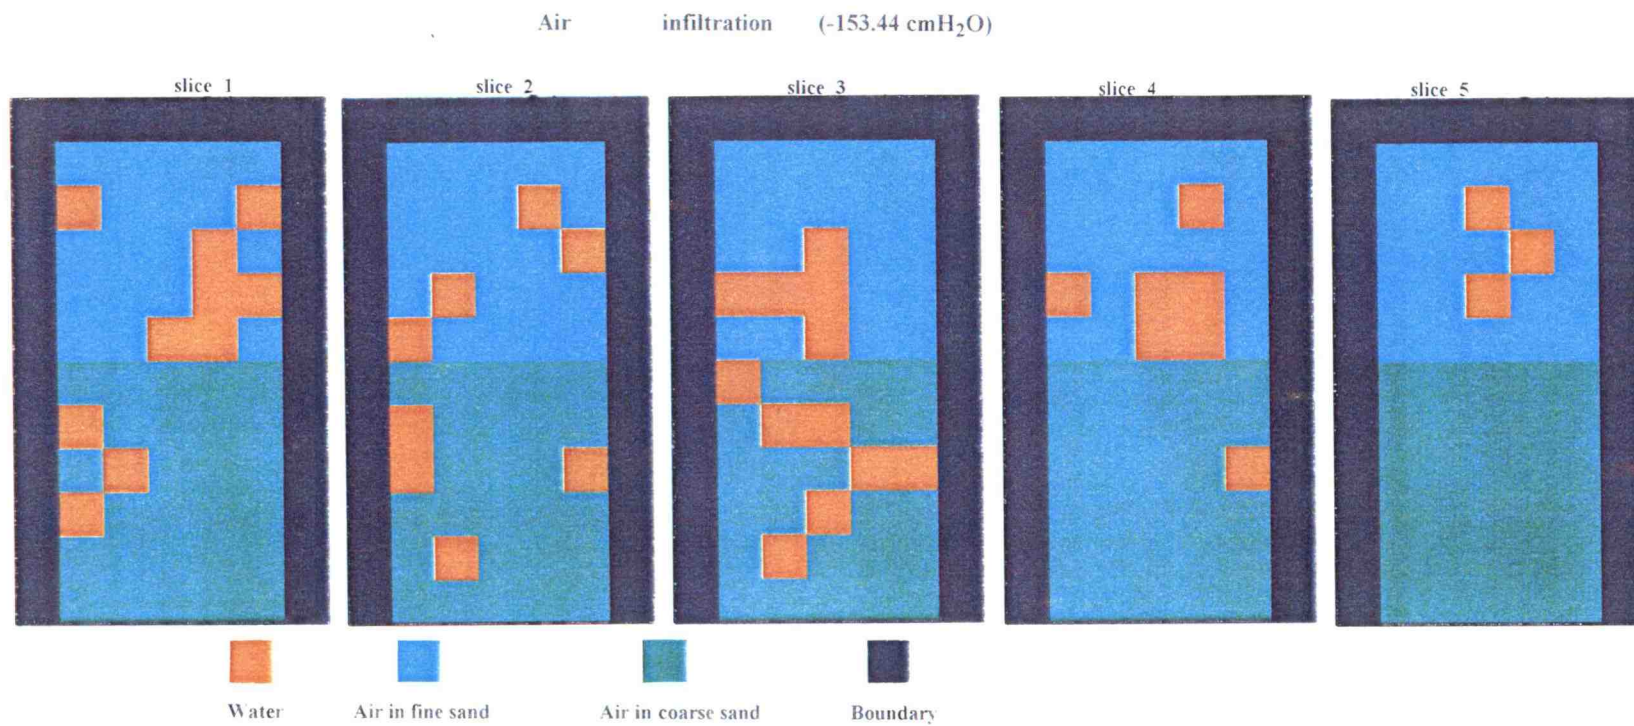 Air infiltration (-153.44 cmH2O)
slice 1 slice 2 slice 3 slice 4 slice 5
Water Air in fine sand Air in coarse sand Boundary